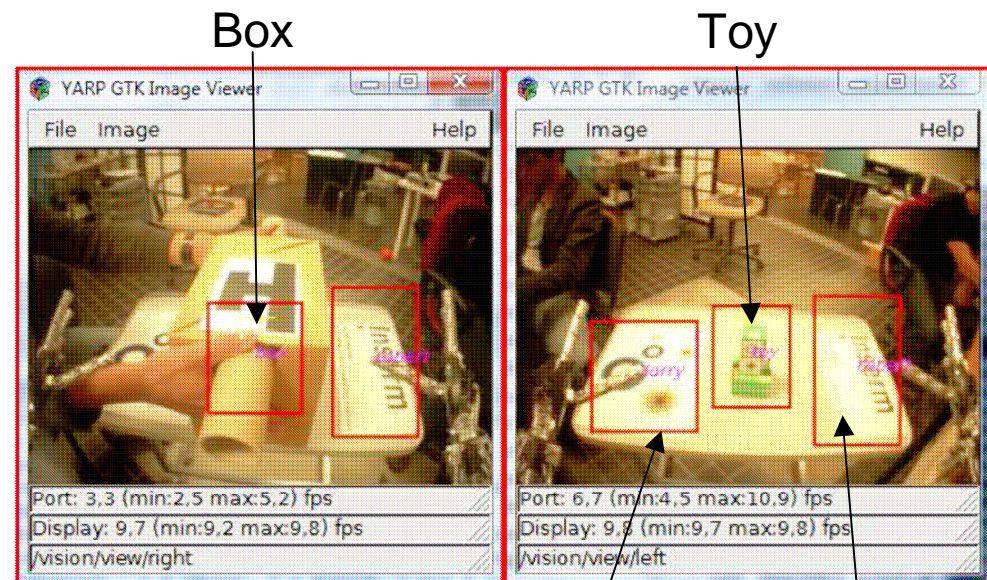 Box
Toy
YARP GTK Image Viewer
File Image Help
Port: 3,3 (min:2,5 max:5,2) fps
Display: 9,7 (min:9,2 max:9,8) fps
/vision/view/right
YARP GTK Image Viewer
File Image Help
toy
Port: 6,7 (min:4,5 max:10,9) fps
Display: 9,8 (min:9,7 max:9,8) fps
/vision/view/left